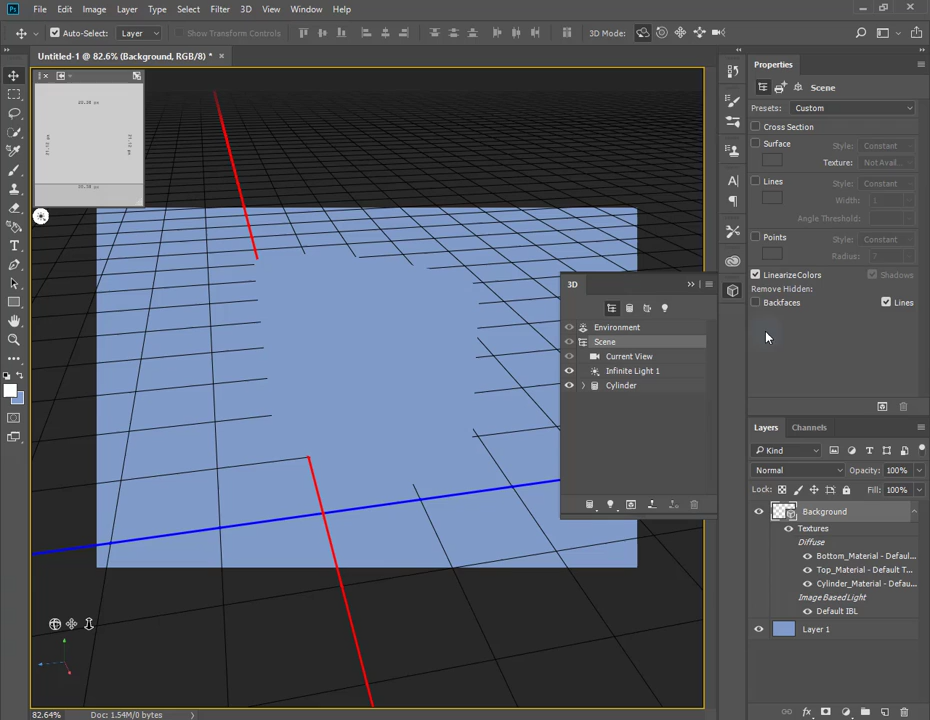 Ps File Edit Image Layer Type Select Filter 3D View Window Help
Auto-Select: Layer Show Transform Controls 3D Mode:
Untitled-1 @ 82.6% (Background, RGB/8) * ×
Properties
Scene
Presets: Custom
Cross Section
Surface Style: Constant
Texture: Not Avail...
Lines Style: Constant
Width: 1
Angle Threshold:
Points Style: Constant
Radius: 7
LinearizeColors Shadows
Remove Hidden:
Backfaces Lines
3D
Environment
Scene
Current View
Infinite Light 1
Cylinder
Layers Channels
Kind
Normal Opacity: 100%
Lock: Fill: 100%
Background
Textures
Diffuse
Bottom_Material - Defaul...
Top_Material - Default T...
Cylinder_Material - Defau...
Image Based Light
Default IBL
Layer 1
82.64% Doc: 1.54M/0 bytes